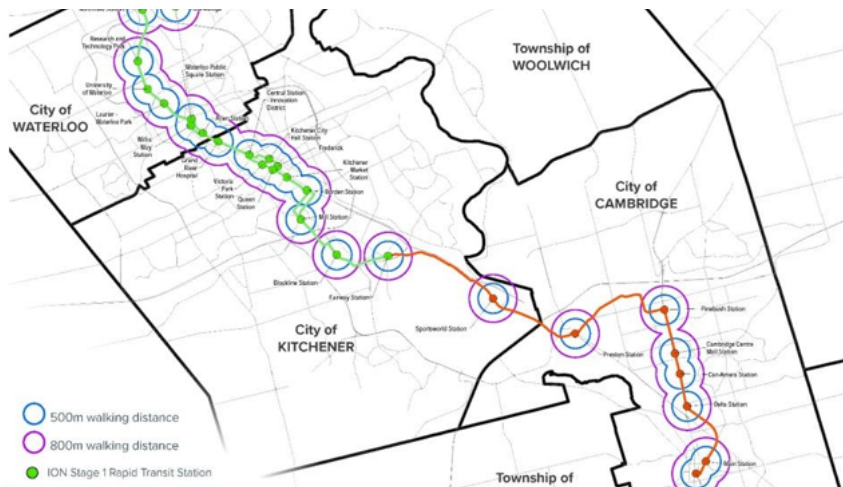 Research and
Technology Park
Waterloo Public
Square Station
University
of Waterloo
City of
WATERLOO
Laurier -
Waterloo Park
Willis
Way
Station
Allen Station
Grand
River
Hospital
Central Station
- Innovation
District
Kitchener City
Hall Station
Frederick
Kitchener
Market
Station
Victoria
Park
Station
Queen
Station
Borden Station
Mill Station
Township of
WOOLWICH
City of
CAMBRIDGE
Blockline Station
Fairway Station
Sportsworld Station
City of
KITCHENER
Preston Station
Pinebush Station
Cambridge Centre
Mall Station
Can-Amera Station
Delta Station
Main Station
Township of
500m walking distance
800m walking distance
ION Stage 1 Rapid Transit Station